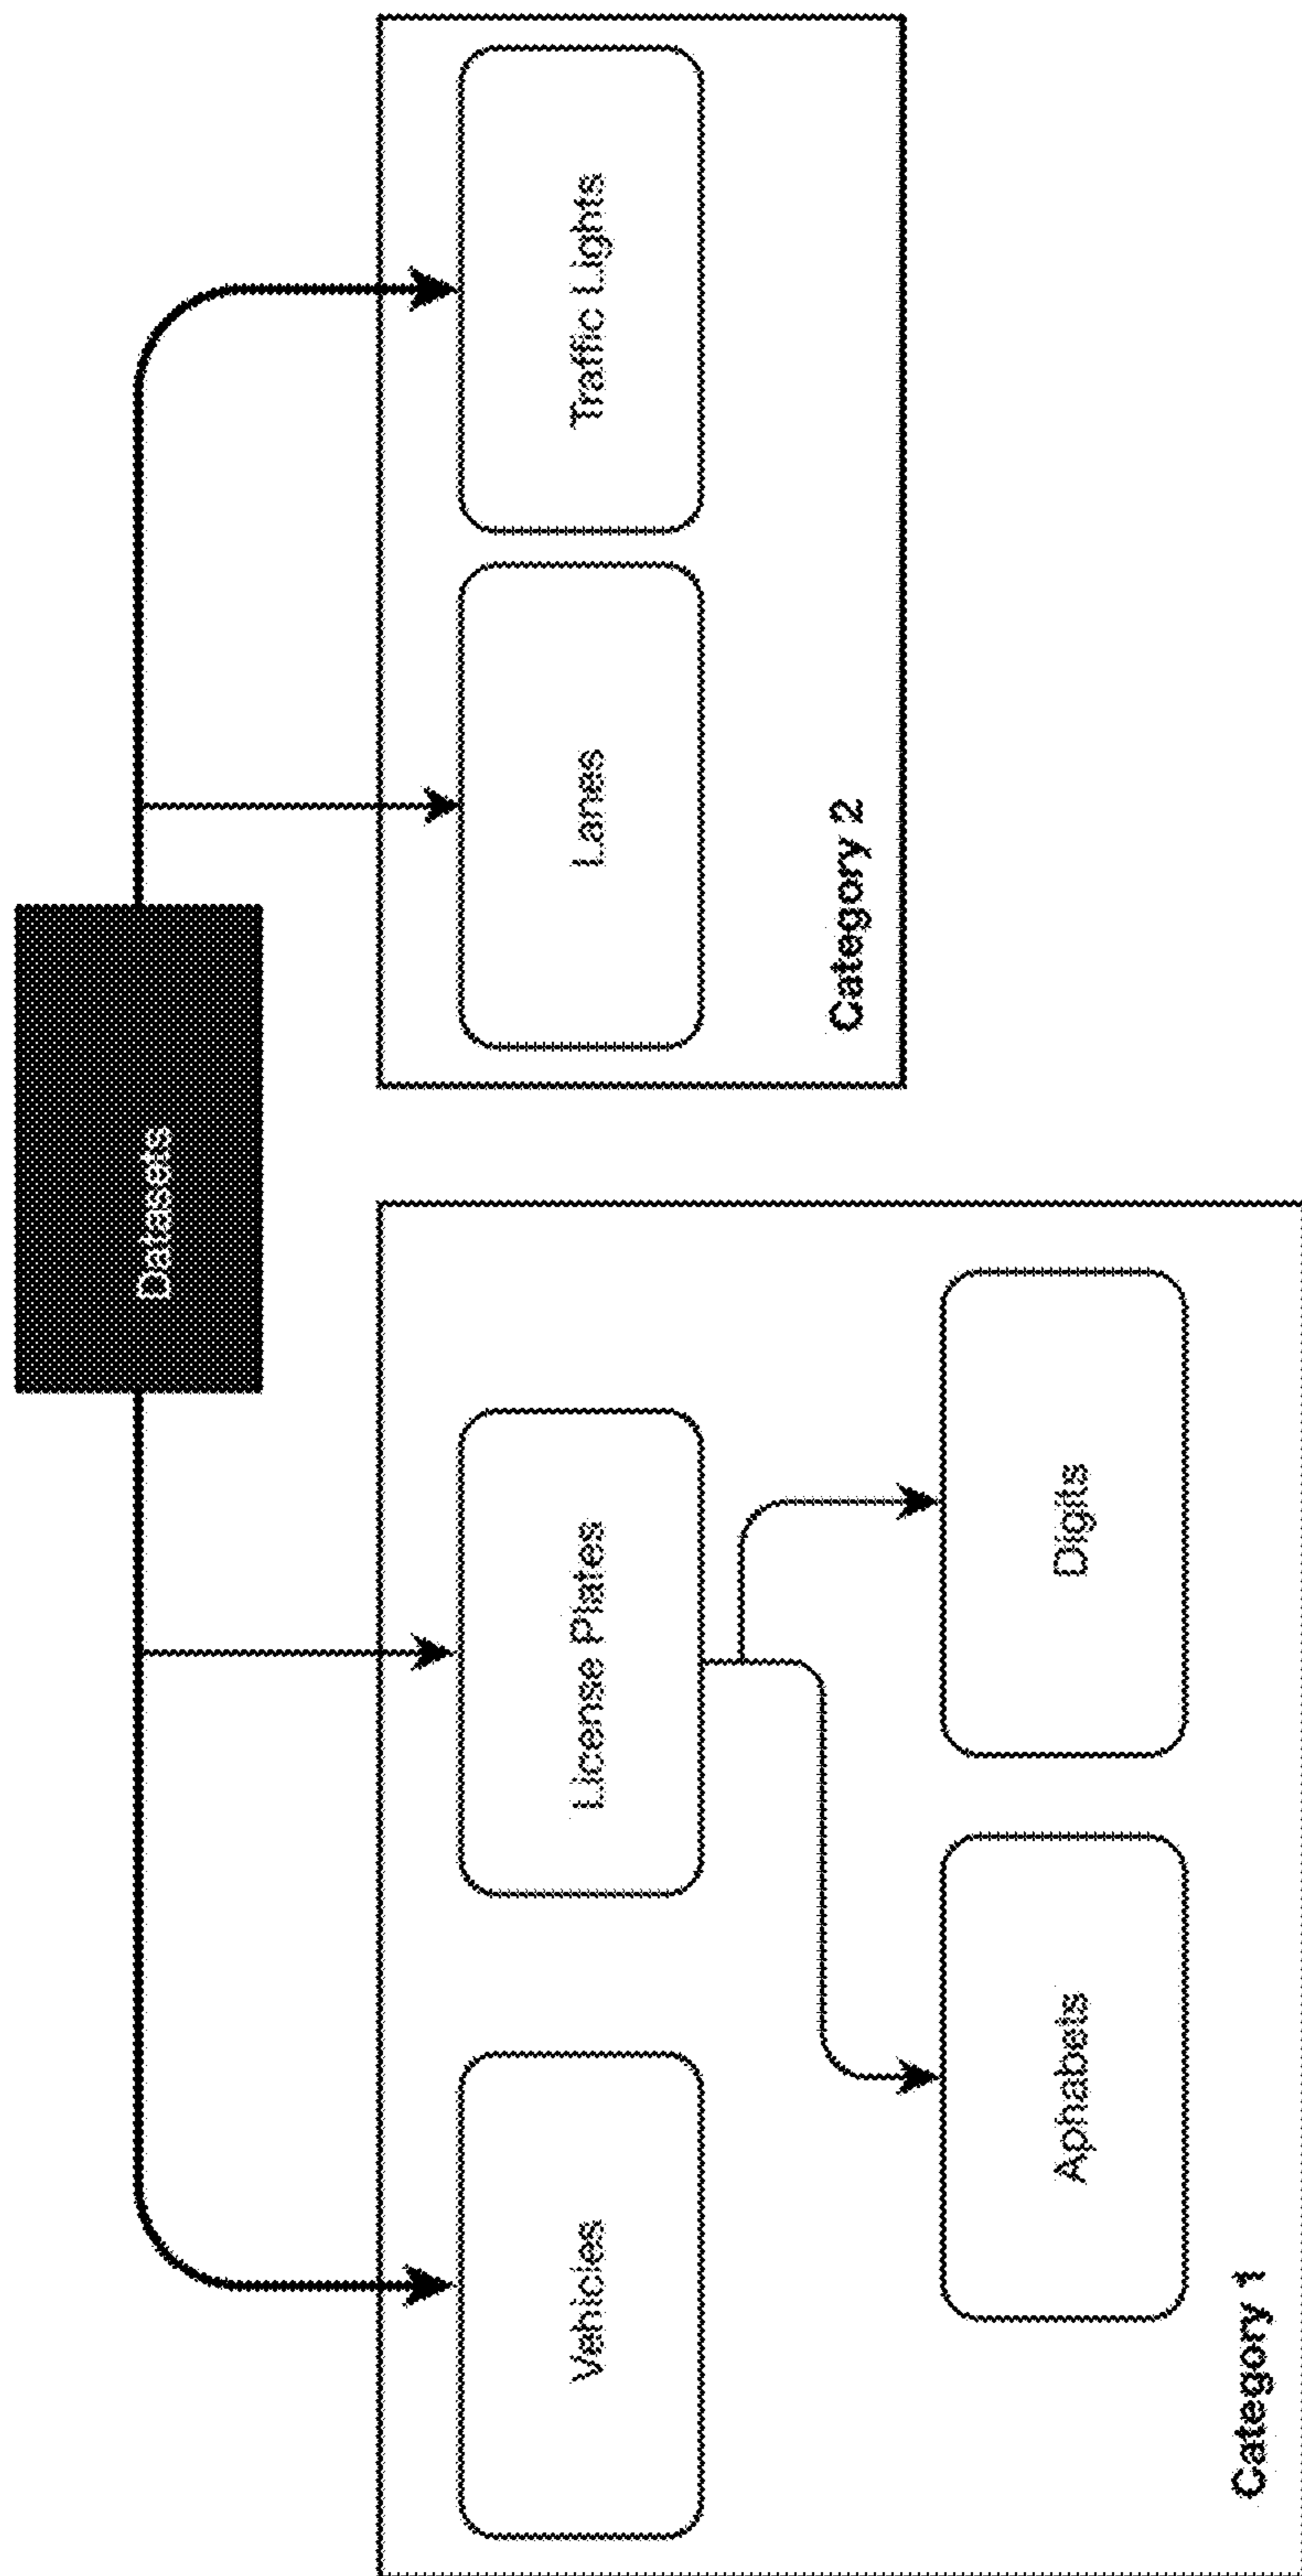 Datasets
Vehicles
License Plates
Lanes
Traffic Lights
Aphabets
Digits
Category 1
Category 2